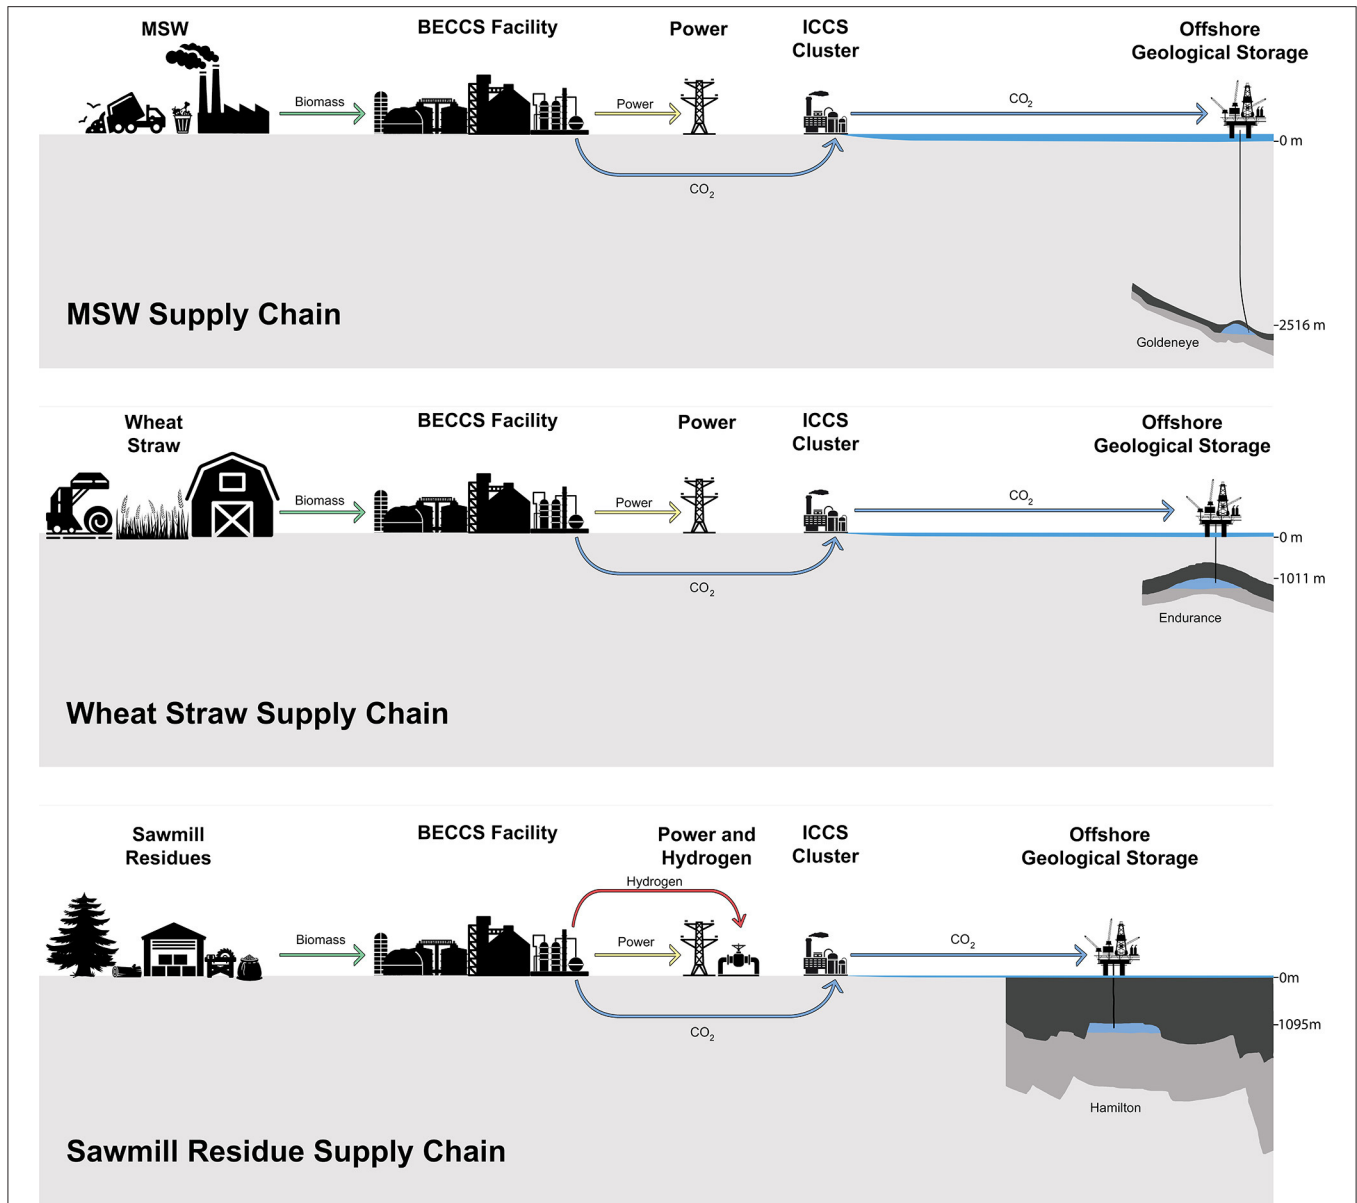 MSW
BECCS Facility
Power
ICCS
Cluster
Offshore
Geological Storage
Biomass
Power
CO2
CO2
0 m
2516 m
Goldeneye
MSW Supply Chain
Wheat
Straw
BECCS Facility
Power
ICCS
Cluster
Offshore
Geological Storage
Biomass
Power
CO2
CO2
0 m
1011 m
Endurance
Wheat Straw Supply Chain
Sawmill
Residues
BECCS Facility
Power and
Hydrogen
ICCS
Cluster
Offshore
Geological Storage
Hydrogen
Biomass
Power
CO2
CO2
0m
1095m
Hamilton
Sawmill Residue Supply Chain